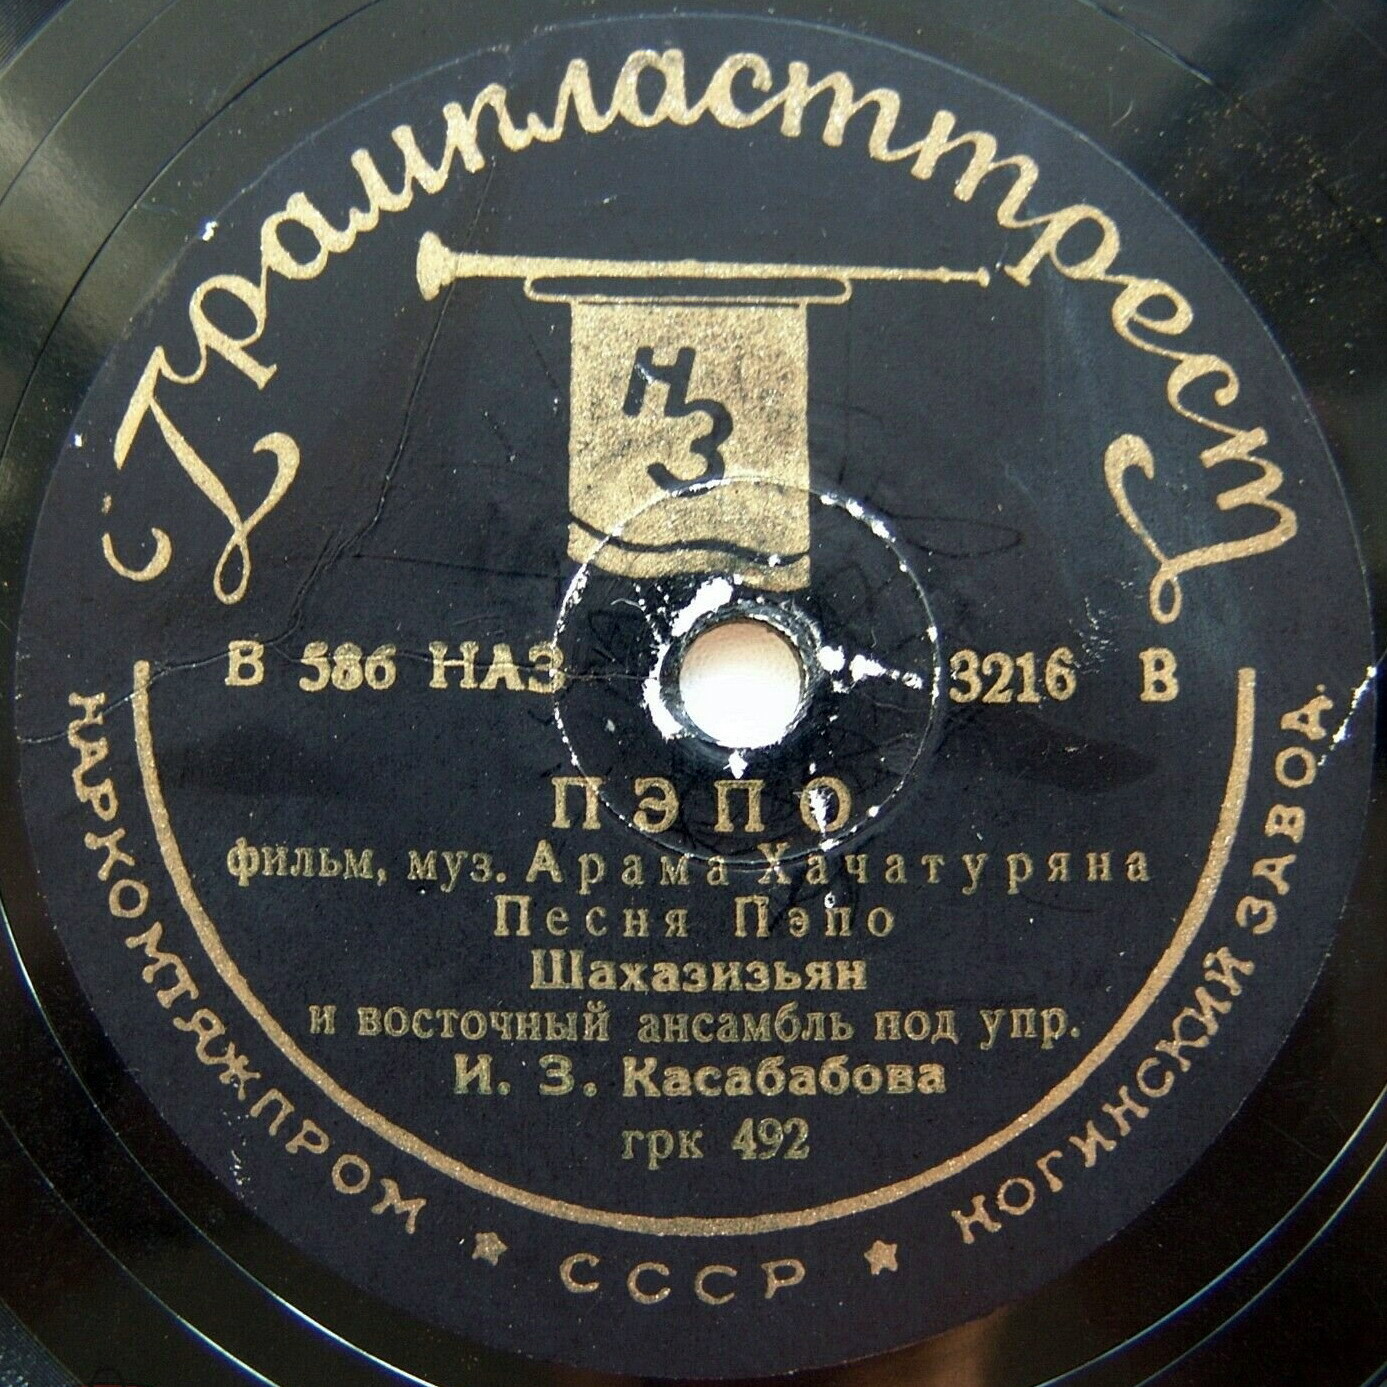 Грампласттрест
НЗ
В 586 НАЗ 3216 В
ПЭПО
фильм, муз. Арама Хачатуряна
Песня Пэпо
Шахазизьян
и восточный ансамбль под упр.
И. З. Касабабова
грк 492
НАРКОМТЯЖПРОМ ★ СССР ★ НОГИНСКИЙ ЗАВОД.